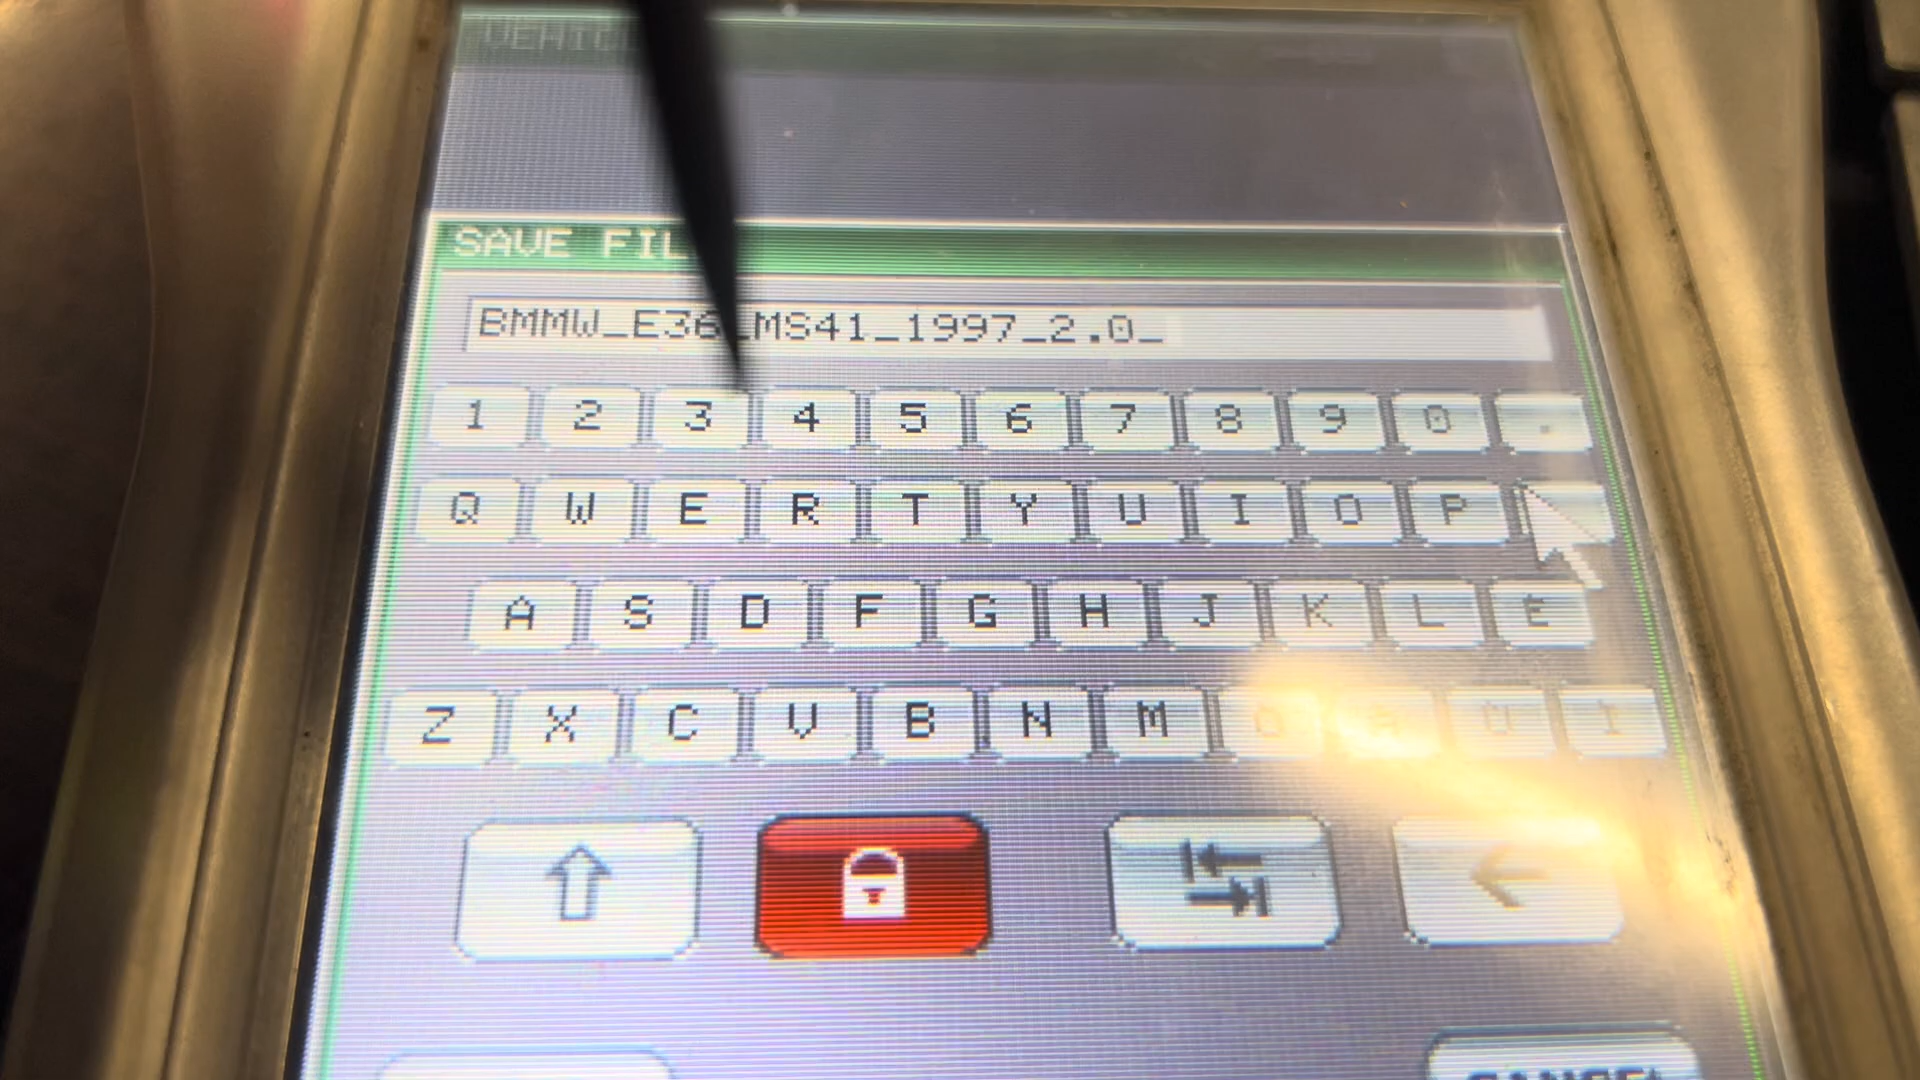 SAVE FIL
BMMW_E36_MS41_1997_2.0_
1 2 3 4 5 6 7 8 9 0 .
Q W E R T Y U I O P
A S D F G H J K L
Z X C V B N M